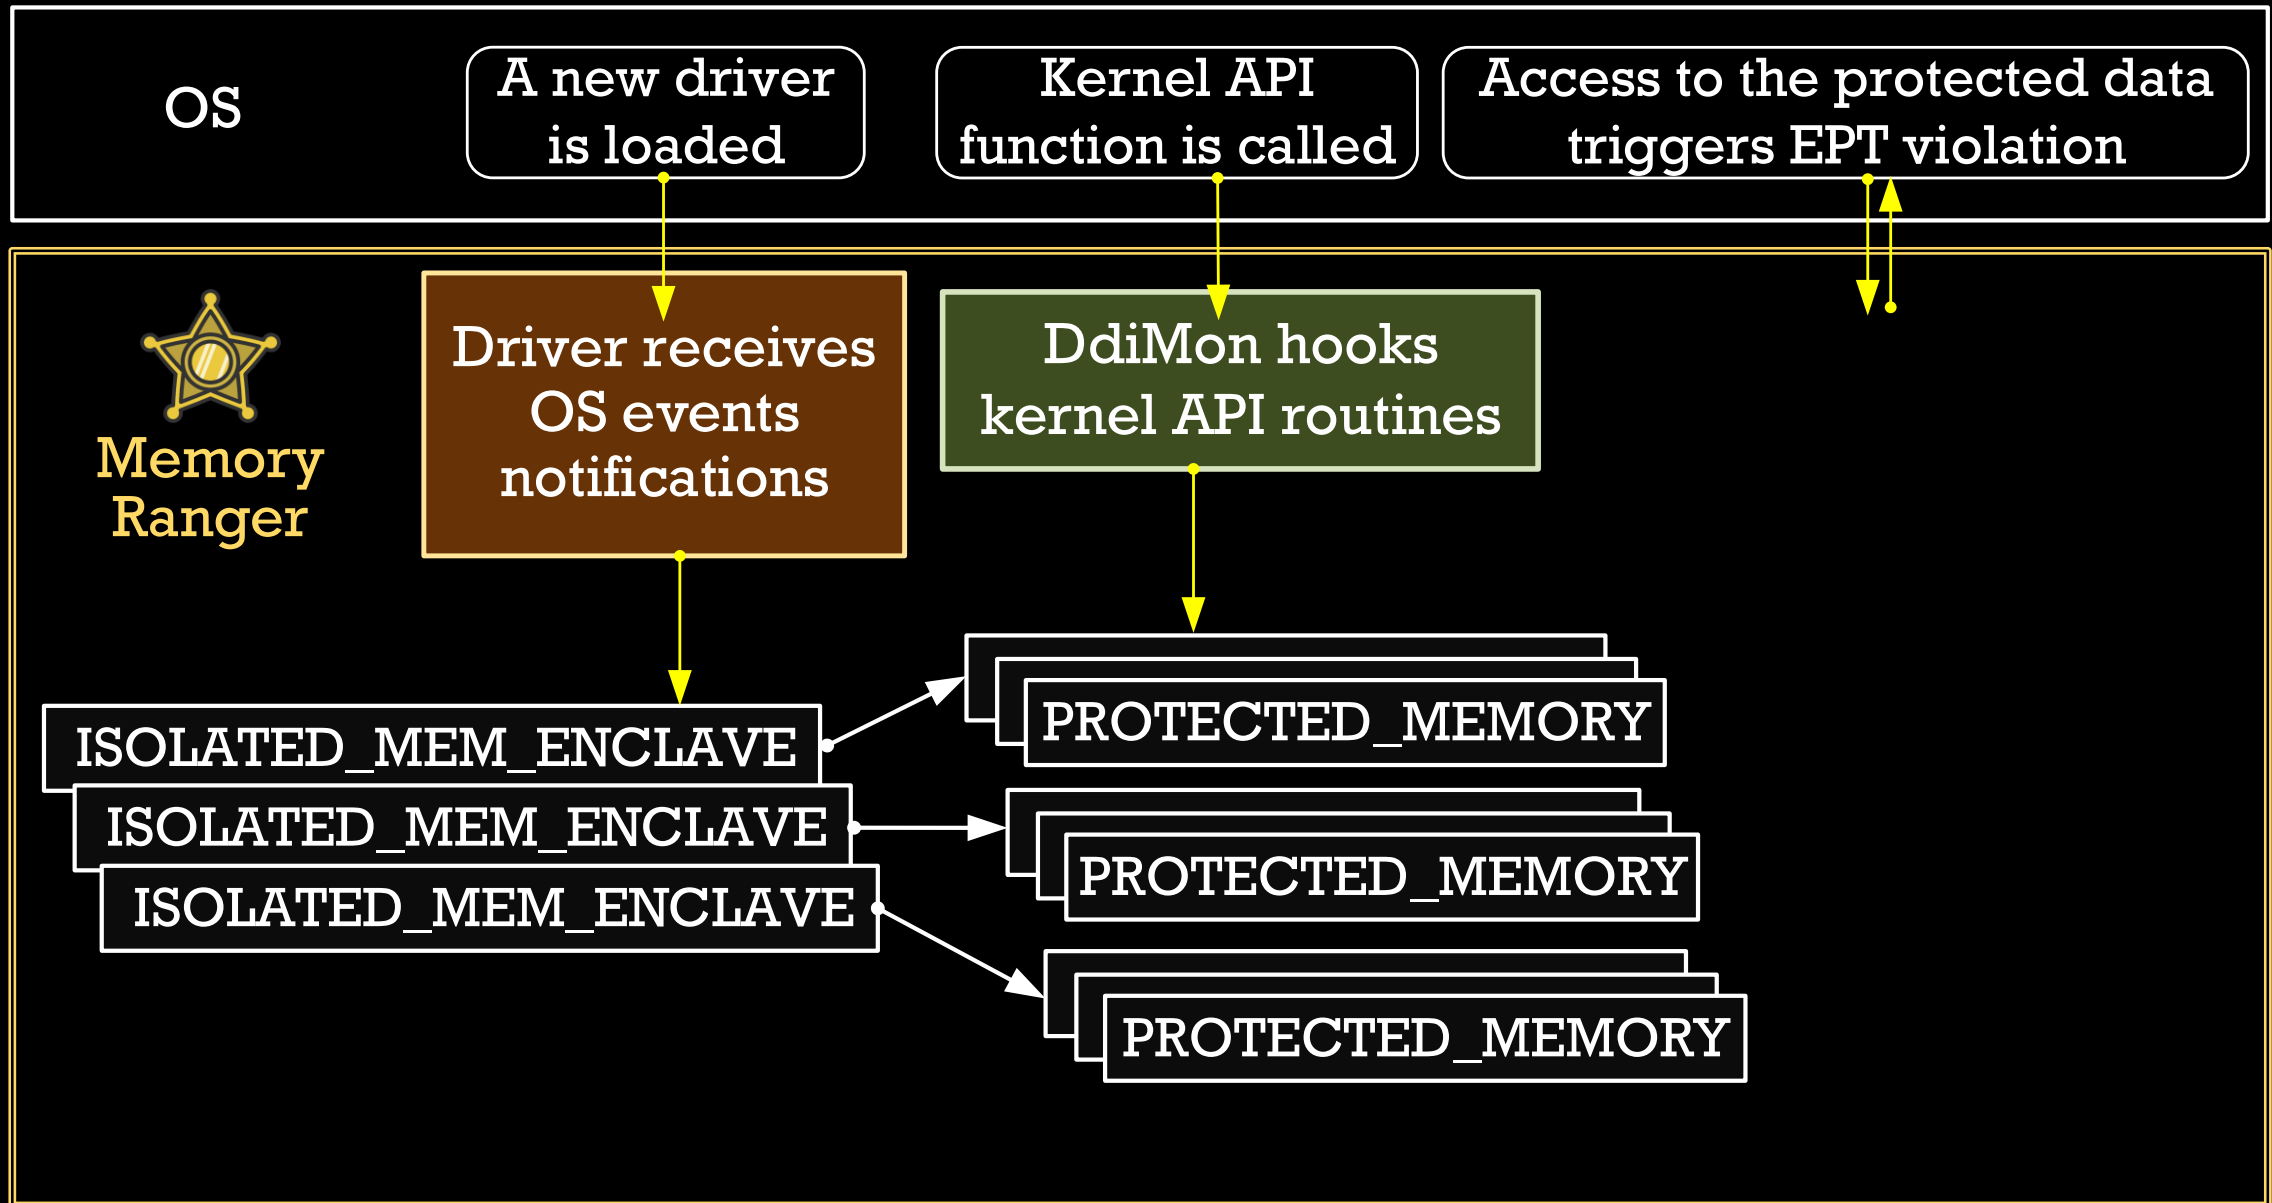 OS
A new driver
is loaded
Kernel API
function is called
Access to the protected data
triggers EPT violation
Memory
Ranger
Driver receives
OS events
notifications
DdiMon hooks
kernel API routines
ISOLATED_MEM_ENCLAVE
ISOLATED_MEM_ENCLAVE
ISOLATED_MEM_ENCLAVE
PROTECTED_MEMORY
PROTECTED_MEMORY
PROTECTED_MEMORY